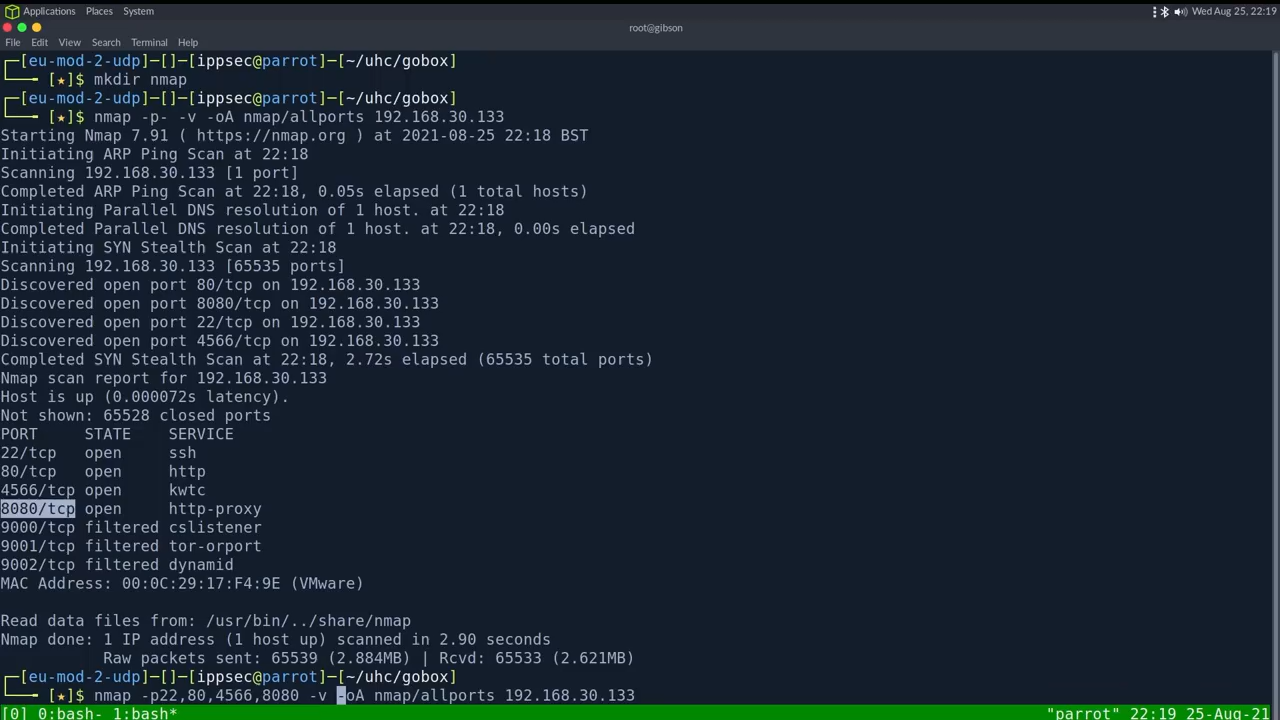 Applications Places System Wed Aug 25, 22:19
root@gibson
File Edit View Search Terminal Help
┌─[eu-mod-2-udp]─[]─[ippsec@parrot]─[~/uhc/gobox]
└──╼ [★]$ mkdir nmap
┌─[eu-mod-2-udp]─[]─[ippsec@parrot]─[~/uhc/gobox]
└──╼ [★]$ nmap -p- -v -oA nmap/allports 192.168.30.133
Starting Nmap 7.91 ( https://nmap.org ) at 2021-08-25 22:18 BST
Initiating ARP Ping Scan at 22:18
Scanning 192.168.30.133 [1 port]
Completed ARP Ping Scan at 22:18, 0.05s elapsed (1 total hosts)
Initiating Parallel DNS resolution of 1 host. at 22:18
Completed Parallel DNS resolution of 1 host. at 22:18, 0.00s elapsed
Initiating SYN Stealth Scan at 22:18
Scanning 192.168.30.133 [65535 ports]
Discovered open port 80/tcp on 192.168.30.133
Discovered open port 8080/tcp on 192.168.30.133
Discovered open port 22/tcp on 192.168.30.133
Discovered open port 4566/tcp on 192.168.30.133
Completed SYN Stealth Scan at 22:18, 2.72s elapsed (65535 total ports)
Nmap scan report for 192.168.30.133
Host is up (0.000072s latency).
Not shown: 65528 closed ports
PORT     STATE    SERVICE
22/tcp   open     ssh
80/tcp   open     http
4566/tcp open     kwtc
8080/tcp open     http-proxy
9000/tcp filtered cslistener
9001/tcp filtered tor-orport
9002/tcp filtered dynamid
MAC Address: 00:0C:29:17:F4:9E (VMware)
Read data files from: /usr/bin/../share/nmap
Nmap done: 1 IP address (1 host up) scanned in 2.90 seconds
Raw packets sent: 65539 (2.884MB) | Rcvd: 65533 (2.621MB)
┌─[eu-mod-2-udp]─[]─[ippsec@parrot]─[~/uhc/gobox]
└──╼ [★]$ nmap -p22,80,4566,8080 -v -oA nmap/allports 192.168.30.133
[0] 0:bash- 1:bash* "parrot" 22:19 25-Aug-21